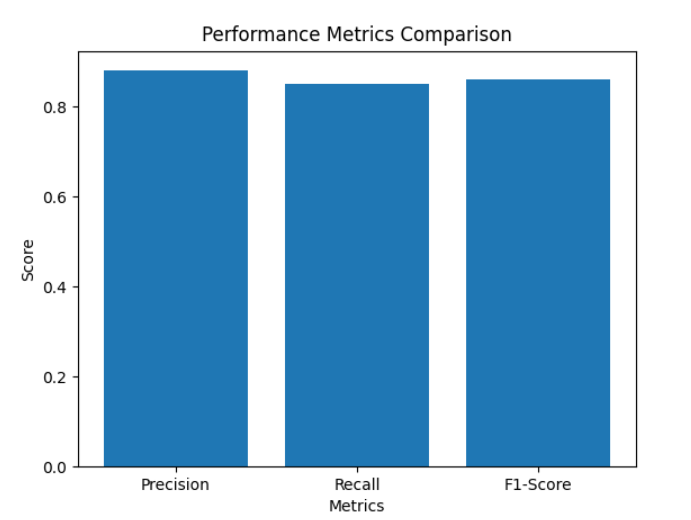 Performance Metrics Comparison
Score
0.8
0.6
0.4
0.2
0.0
Precision Recall F1-Score
Metrics